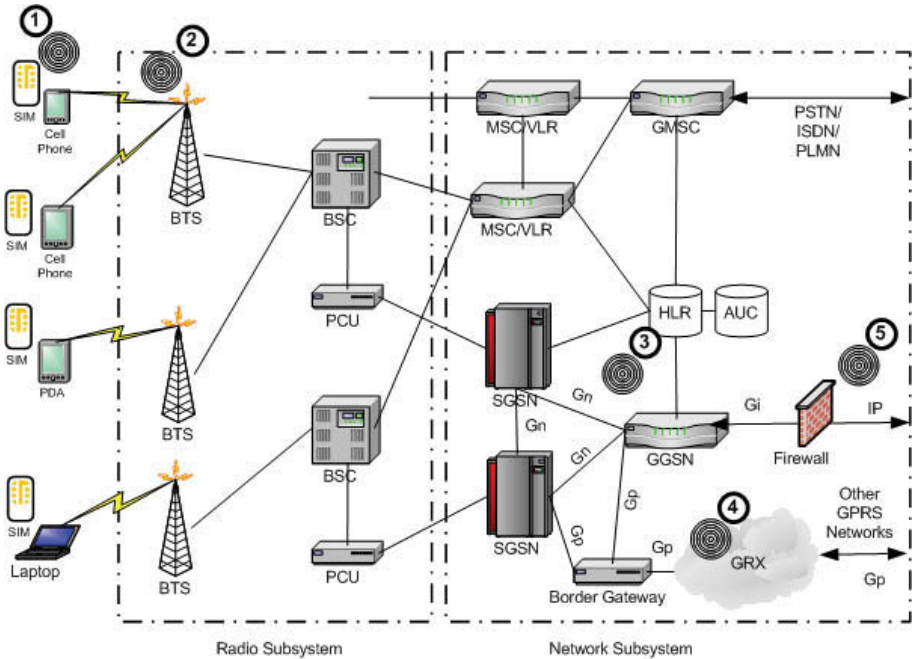 1
2
SIM
Cell
Phone
BTS
SIM
Cell
Phone
SIM
PDA
BTS
SIM
Laptop
BTS
BSC
PCU
BSC
PCU
Radio Subsystem
MSC/VLR
GMSC
PSTN/
ISDN/
PLMN
MSC/VLR
HLR
AUC
3
5
SGSN
Gn
Gn
Gi
IP
GGSN
Firewall
Gn
SGSN
Gp
Gp
Gp
4
GRX
Border Gateway
Other
GPRS
Networks
Gp
Network Subsystem